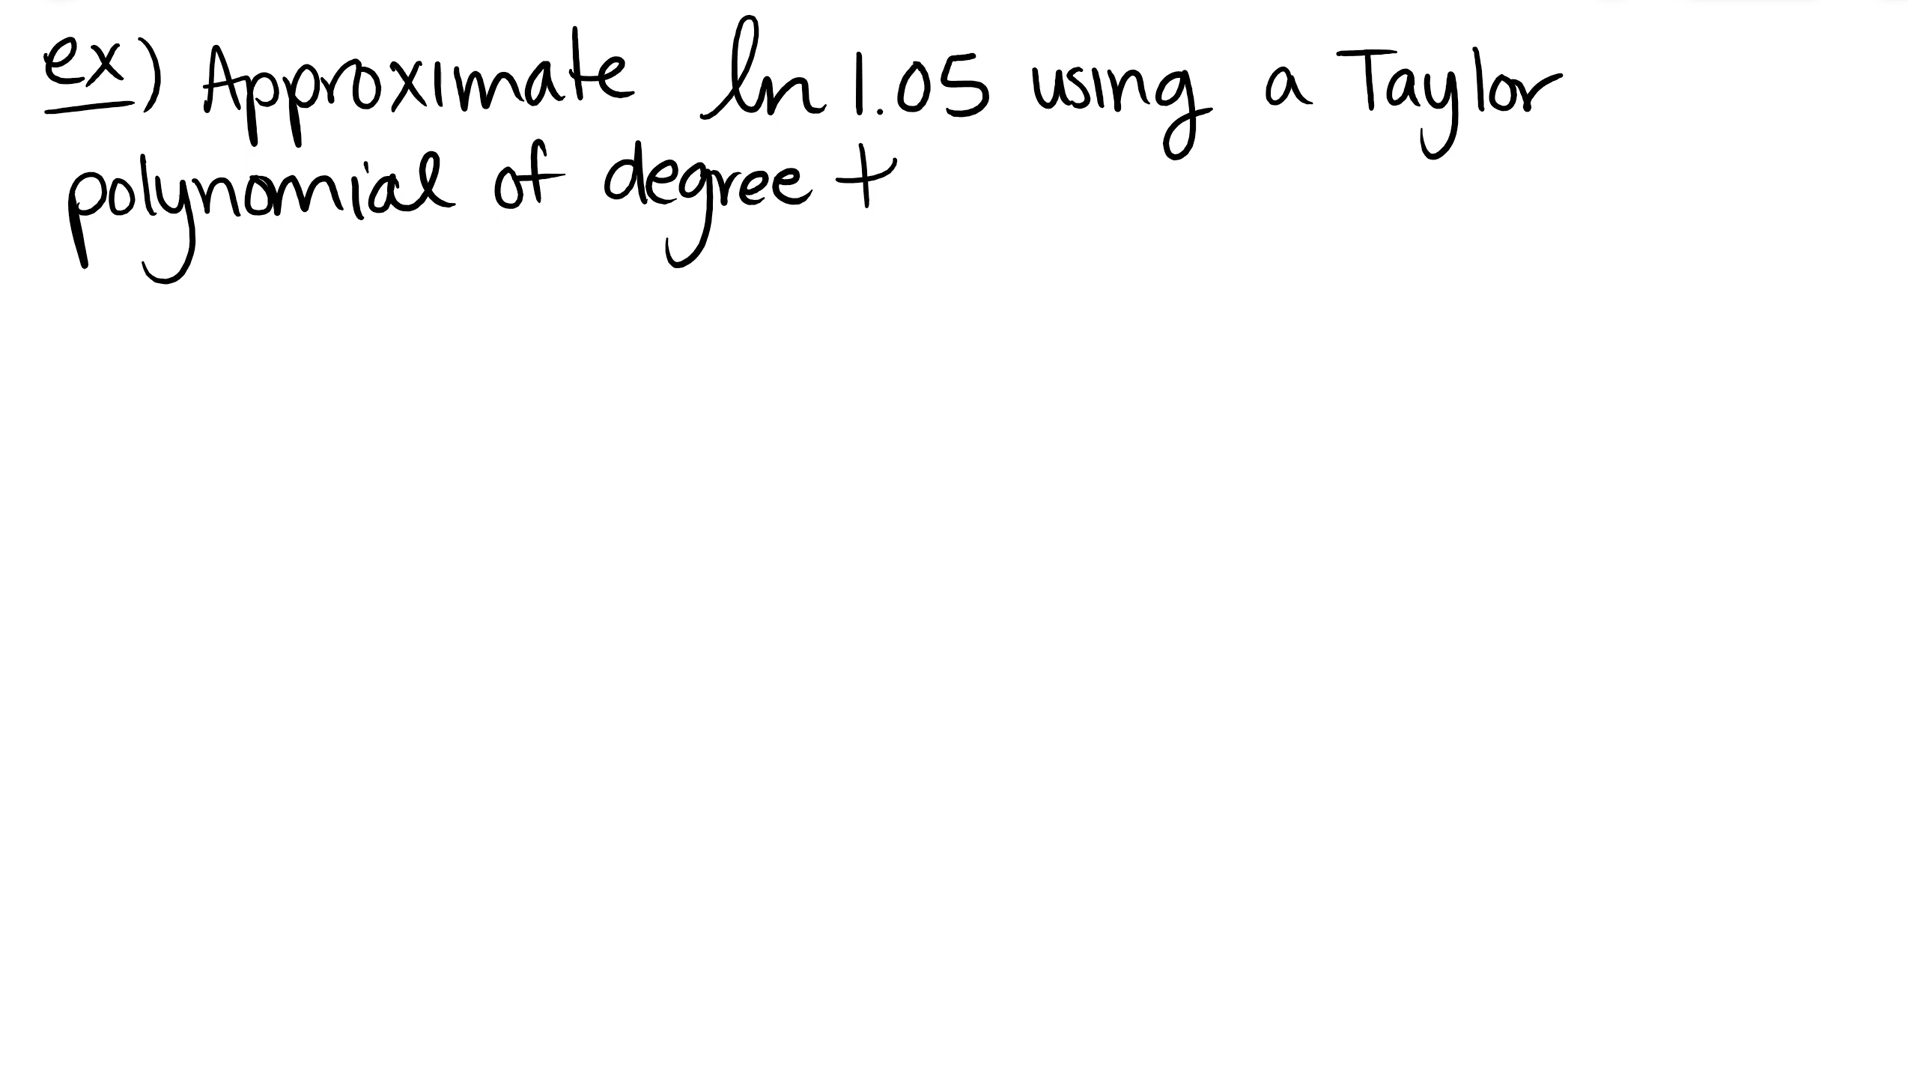 ex) Approximate ln 1.05 using a Taylor
polynomial of degree t